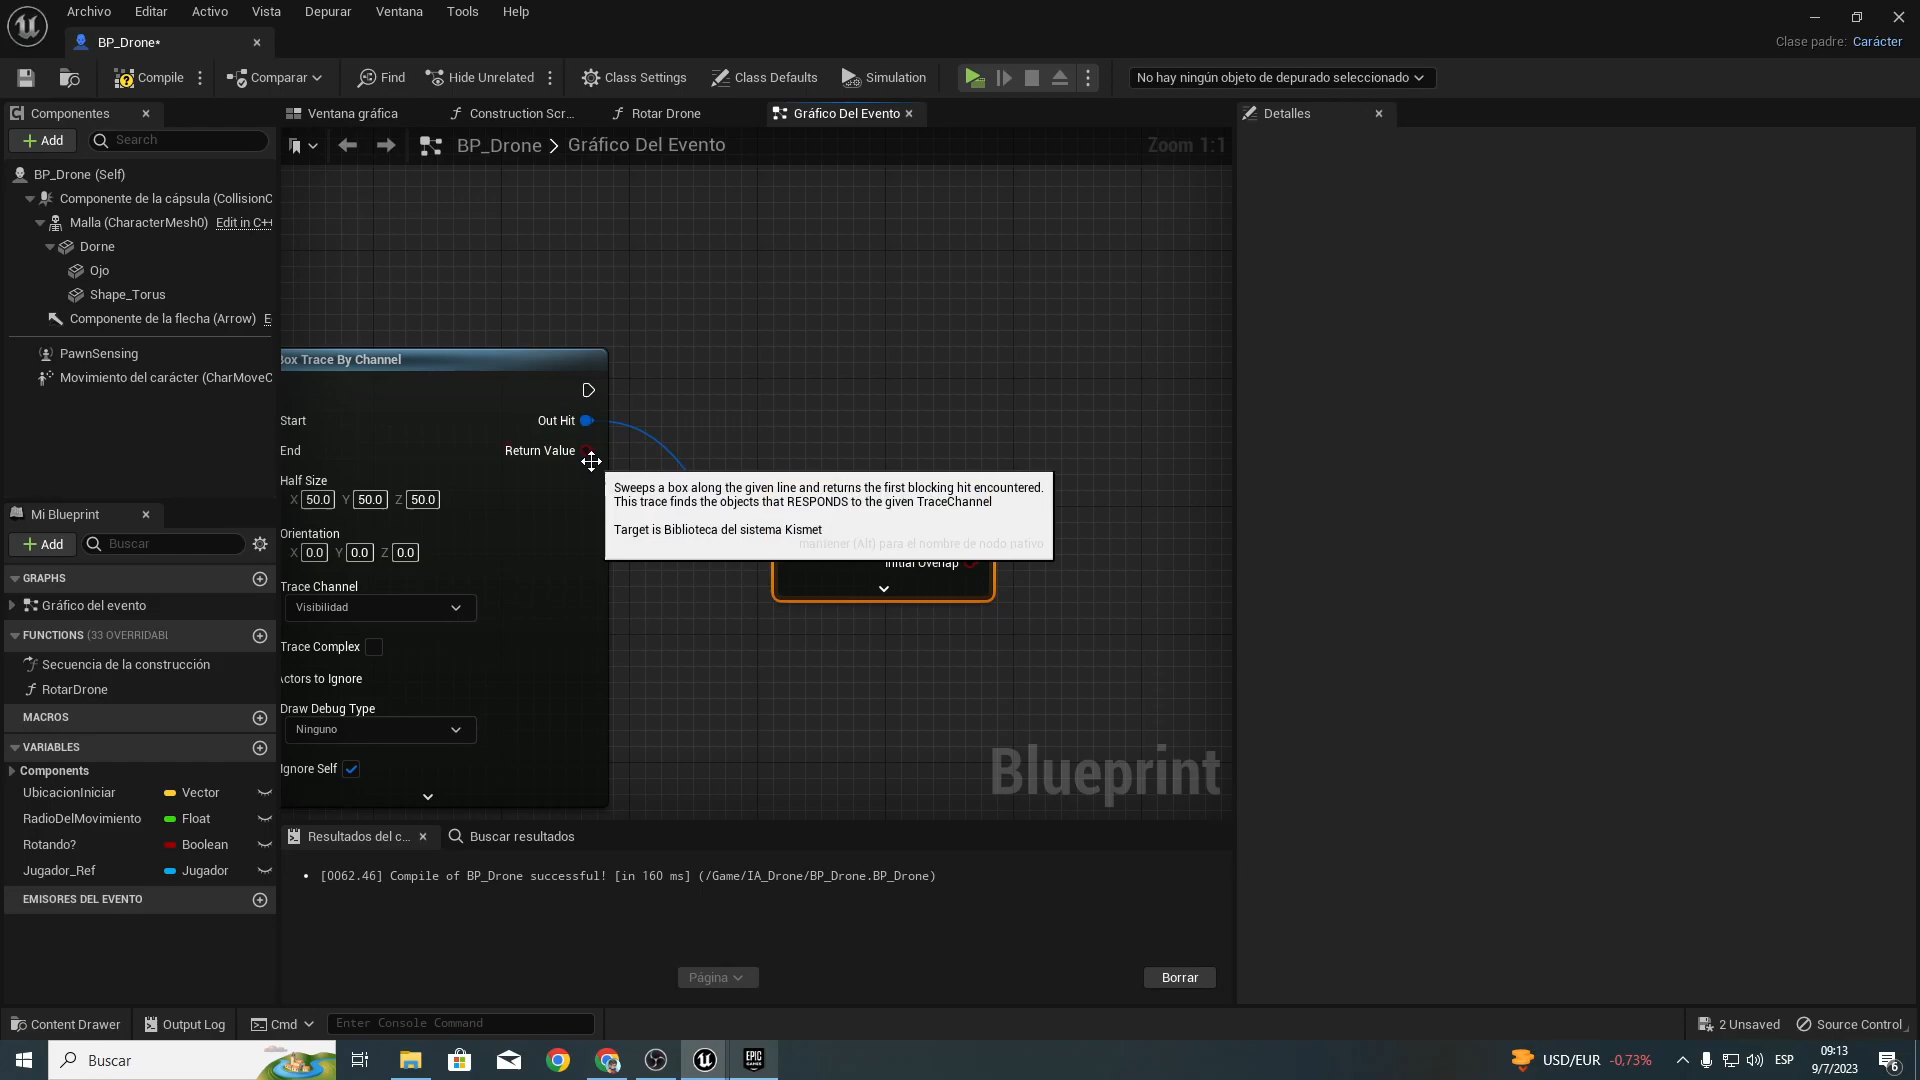 Archivo Editar Activo Vista Depurar Ventana Tools Help
BP_Drone*
Clase padre: Carácter
Compile Comparar Find Hide Unrelated Class Settings Class Defaults Simulation No hay ningún objeto de depurado seleccionado
Componentes
Add Search
BP_Drone (Self)
Componente de la cápsula (CollisionC
Malla (CharacterMesh0) Edit in C++
Dorne
Ojo
Shape_Torus
Componente de la flecha (Arrow) E
PawnSensing
Movimiento del carácter (CharMoveC
Ventana gráfica Construction Scr... Rotar Drone Gráfico Del Evento
BP_Drone > Gráfico Del Evento Zoom 1:1
Detalles
Box Trace By Channel
Start Out Hit
End Return Value
Half Size
X 50.0 Y 50.0 Z 50.0
Orientation
X 0.0 Y 0.0 Z 0.0
Trace Channel
Visibilidad
Trace Complex
Actors to Ignore
Draw Debug Type
Ninguno
Ignore Self
Sweeps a box along the given line and returns the first blocking hit encountered.
This trace finds the objects that RESPONDS to the given TraceChannel
Target is Biblioteca del sistema Kismet
mantener (Alt) para el nombre de nodo nativo
Initial Overlap
Blueprint
Mi Blueprint
Add Buscar
GRAPHS
Gráfico del evento
FUNCTIONS (33 OVERRIDABL
Secuencia de la construcción
RotarDrone
MACROS
VARIABLES
Components
UbicacionIniciar Vector
RadioDelMovimiento Float
Rotando? Boolean
Jugador_Ref Jugador
EMISORES DEL EVENTO
Resultados del c... Buscar resultados
[0062.46] Compile of BP_Drone successful! [in 160 ms] (/Game/IA_Drone/BP_Drone.BP_Drone)
Página Borrar
Content Drawer Output Log Cmd Enter Console Command 2 Unsaved Source Control
Buscar
USD/EUR -0,73% ESP 09:13
9/7/2023
6